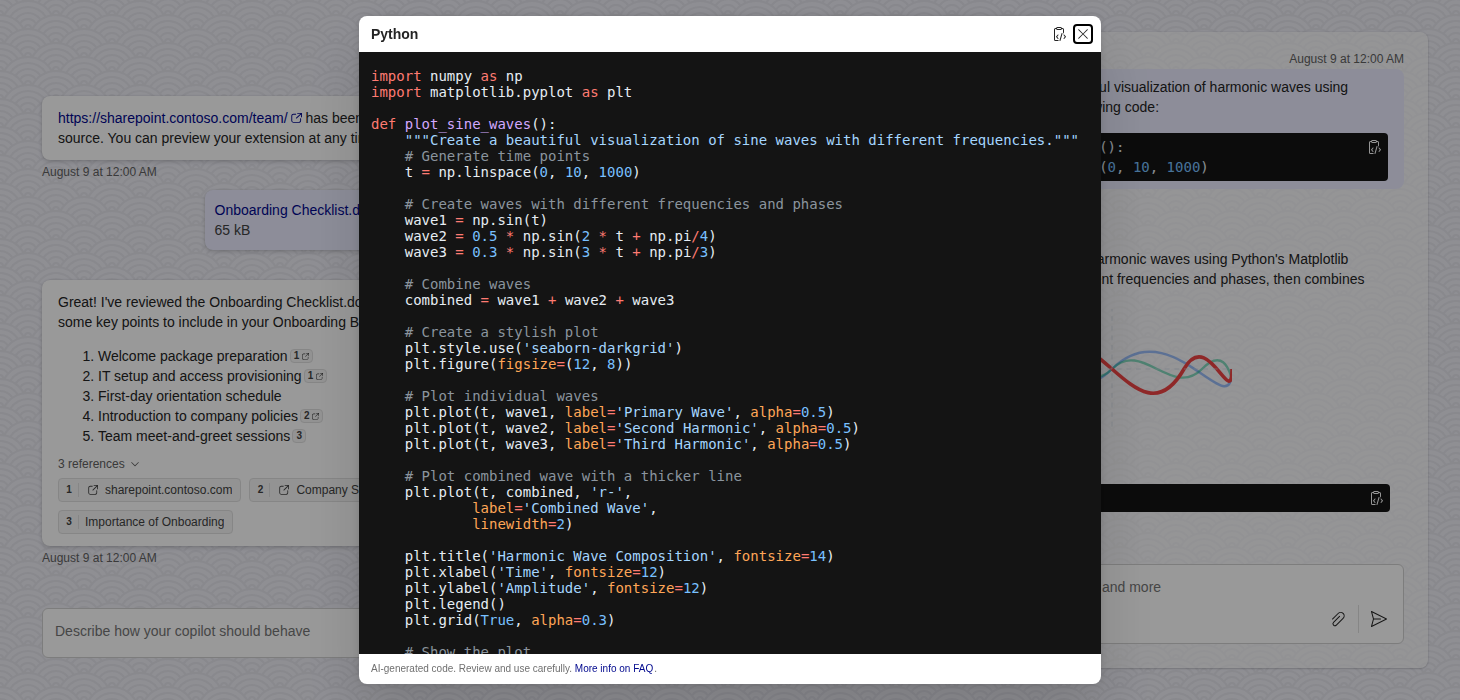 Python
import numpy as np
import matplotlib.pyplot as plt
def plot_sine_waves():
"""Create a beautiful visualization of sine waves with different frequencies."""
# Generate time points
t = np.linspace(0, 10, 1000)
# Create waves with different frequencies and phases
wave1 = np.sin(t)
wave2 = 0.5 * np.sin(2 * t + np.pi/4)
wave3 = 0.3 * np.sin(3 * t + np.pi/3)
# Combine waves
combined = wave1 + wave2 + wave3
# Create a stylish plot
plt.style.use('seaborn-darkgrid')
plt.figure(figsize=(12, 8))
# Plot individual waves
plt.plot(t, wave1, label='Primary Wave', alpha=0.5)
plt.plot(t, wave2, label='Second Harmonic', alpha=0.5)
plt.plot(t, wave3, label='Third Harmonic', alpha=0.5)
# Plot combined wave with a thicker line
plt.plot(t, combined, 'r-',
label='Combined Wave',
linewidth=2)
plt.title('Harmonic Wave Composition', fontsize=14)
plt.xlabel('Time', fontsize=12)
plt.ylabel('Amplitude', fontsize=12)
plt.legend()
plt.grid(True, alpha=0.3)
# Show the plot
AI-generated code. Review and use carefully. More info on FAQ.
https://sharepoint.contoso.com/team/ has been
source. You can preview your extension at any
August 9 at 12:00 AM
Onboarding Checklist.d
65 kB
Great! I've reviewed the Onboarding Checklist.do
some key points to include in your Onboarding B
1. Welcome package preparation 1
2. IT setup and access provisioning 1
3. First-day orientation schedule
4. Introduction to company policies 2
5. Team meet-and-greet sessions 3
3 references
1 sharepoint.contoso.com
2 Company S
3 Importance of Onboarding
August 9 at 12:00 AM
Describe how your copilot should behave
August 9 at 12:00 AM
ul visualization of harmonic waves using
ing code:
():
(0, 10, 1000)
armonic waves using Python's Matplotlib
nt frequencies and phases, then combines
and more